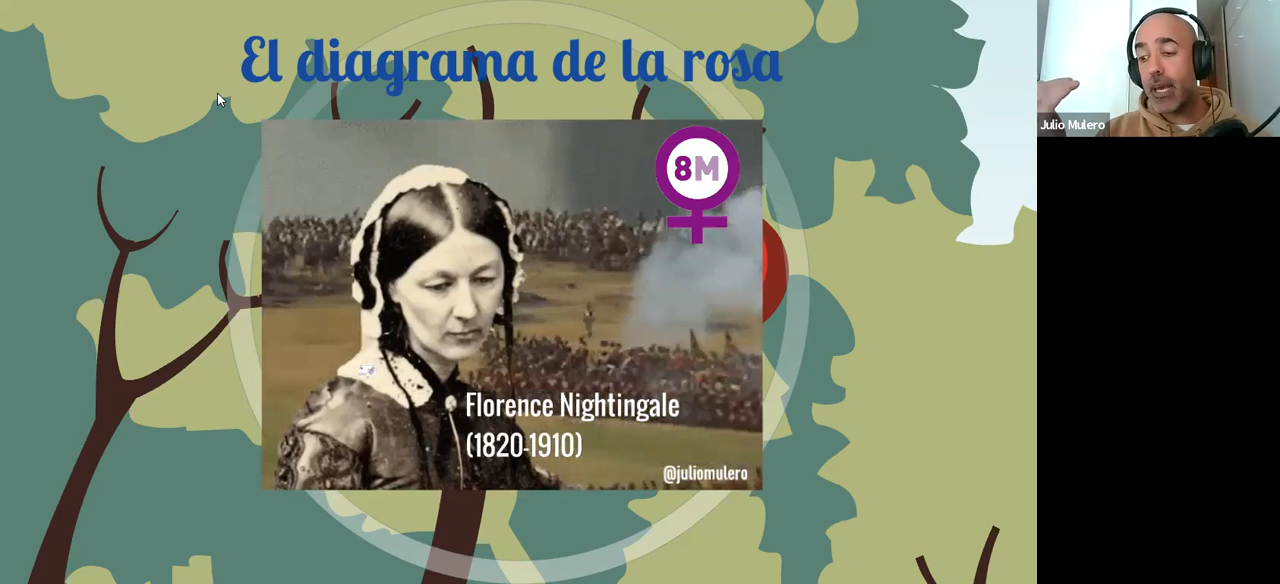 El diagrama de la rosa
8M
Florence Nightingale
(1820-1910)
@juliomulero
Julio Mulero